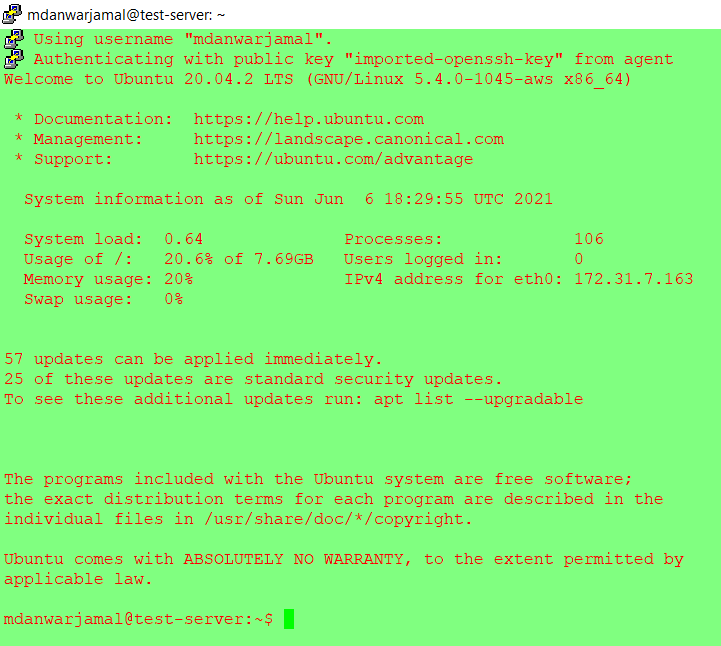 mdanwarjamal@test-server: ~
Using username "mdanwarjamal".
Authenticating with public key "imported-openssh-key" from agent
Welcome to Ubuntu 20.04.2 LTS (GNU/Linux 5.4.0-1045-aws x86_64)

 * Documentation:  https://help.ubuntu.com
 * Management:     https://landscape.canonical.com
 * Support:        https://ubuntu.com/advantage

  System information as of Sun Jun  6 18:29:55 UTC 2021

  System load:  0.64              Processes:             106
  Usage of /:   20.6% of 7.69GB   Users logged in:       0
  Memory usage: 20%               IPv4 address for eth0: 172.31.7.163
  Swap usage:   0%

57 updates can be applied immediately.
25 of these updates are standard security updates.
To see these additional updates run: apt list --upgradable

The programs included with the Ubuntu system are free software;
the exact distribution terms for each program are described in the
individual files in /usr/share/doc/*/copyright.

Ubuntu comes with ABSOLUTELY NO WARRANTY, to the extent permitted by
applicable law.

mdanwarjamal@test-server:~$